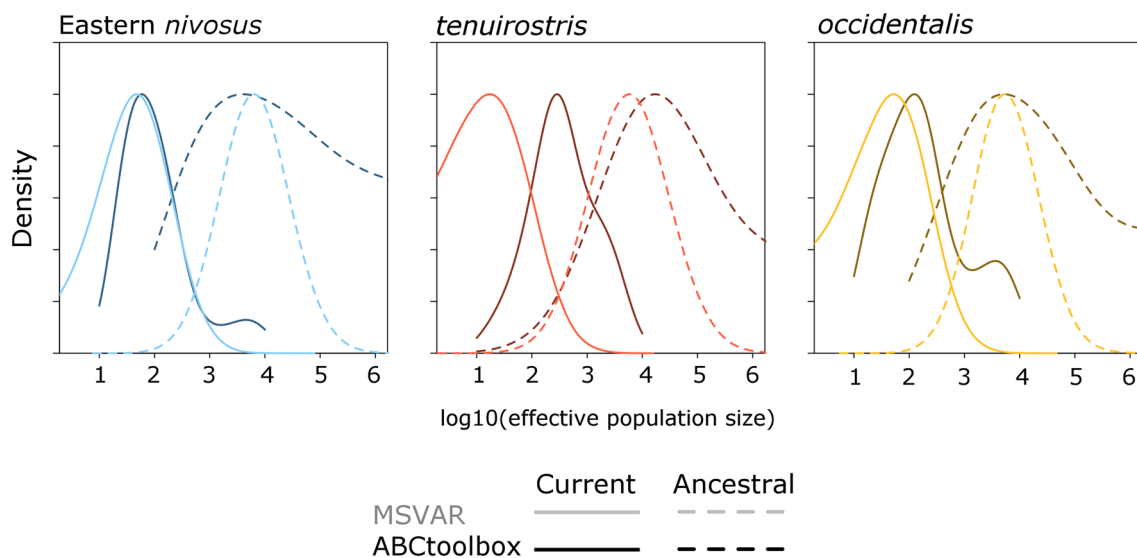 Eastern nivosus
tenuirostris
occidentalis
Density
1 2 3 4 5 6
1 2 3 4 5 6
1 2 3 4 5 6
log10(effective population size)
Current Ancestral
MSVAR
ABCtoolbox